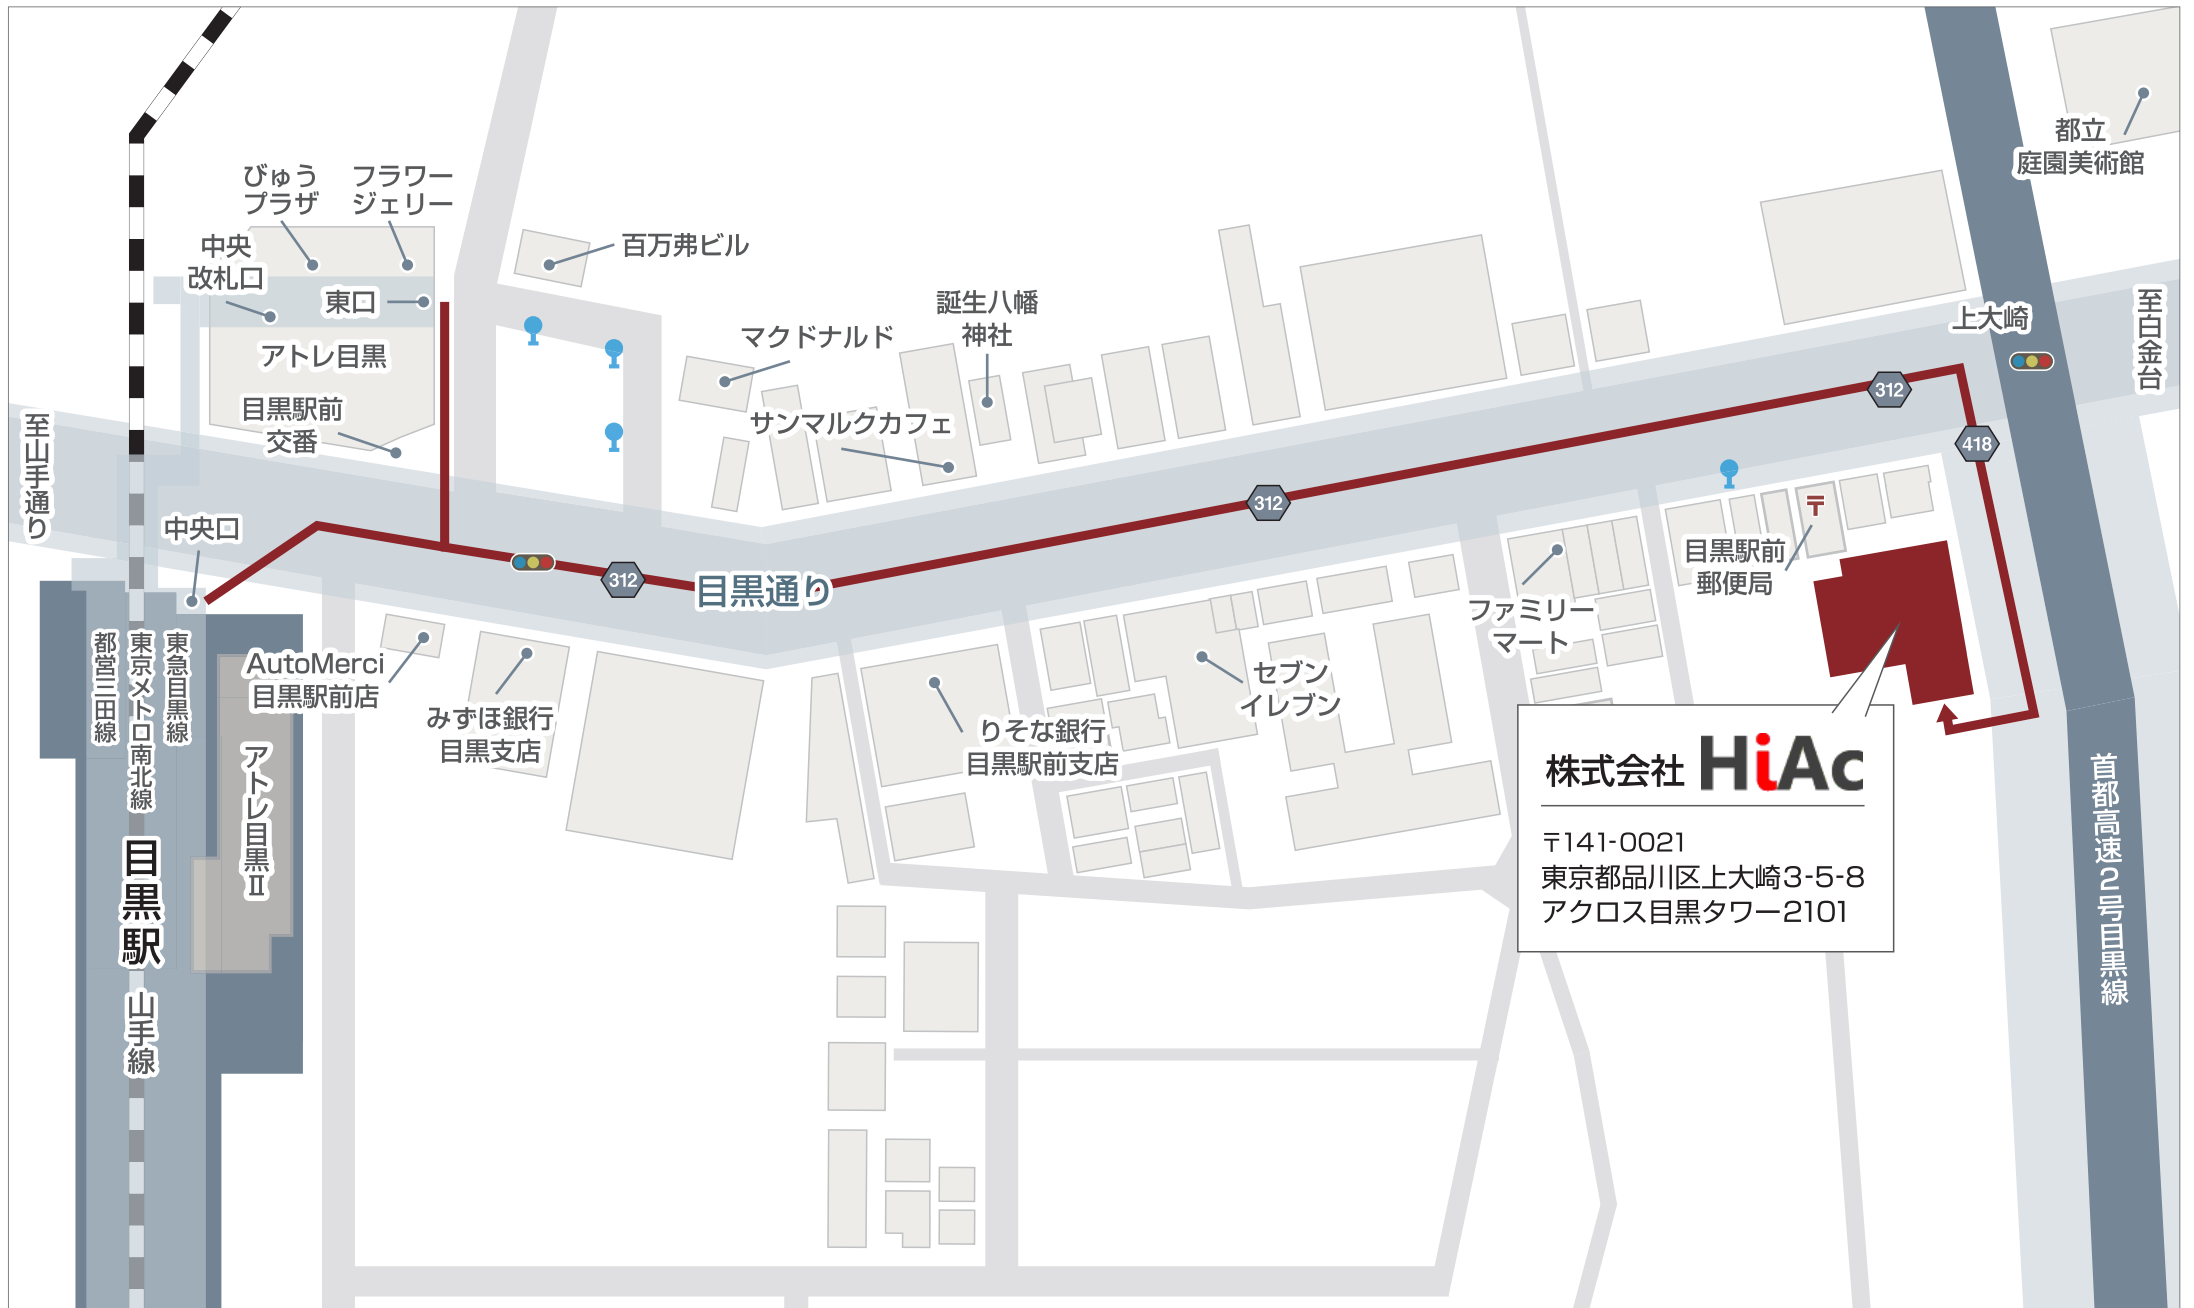 びゅう
プラザ
フラワー
ジェリー
中央
改札口
東口
アトレ目黒
目黒駅前
交番
百万弗ビル
マクドナルド
サンマルクカフェ
誕生八幡
神社
都立
庭園美術館
上大崎
至白金台
至山手通り
中央口
312
目黒通り
312
312
418
〒
目黒駅前
郵便局
ファミリー
マート
セブン
イレブン
りそな銀行
目黒駅前支店
みずほ銀行
目黒支店
AutoMerci
目黒駅前店
都営三田線
東京メトロ南北線
東急目黒線
アトレ目黒Ⅱ
目黒駅
山手線
株式会社 HiAc
〒141-0021
東京都品川区上大崎3-5-8
アクロス目黒タワー2101
首都高速2号目黒線